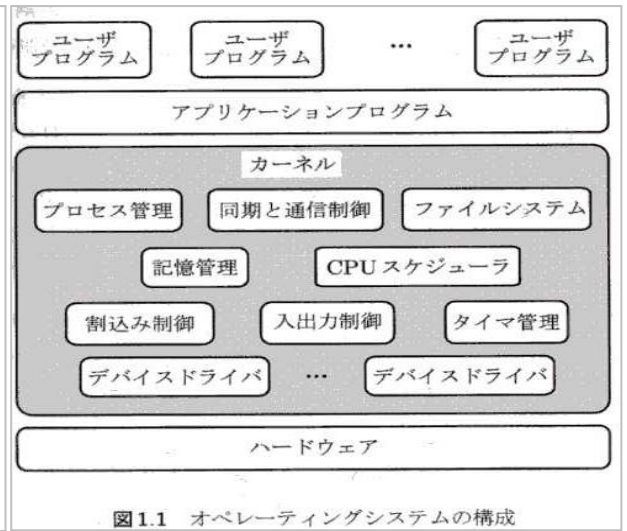 ユーザ
プログラム
ユーザ
プログラム
…
ユーザ
プログラム
アプリケーションプログラム
カーネル
プロセス管理
同期と通信制御
ファイルシステム
記憶管理
CPUスケジューラ
割込み制御
入出力制御
タイマ管理
デバイスドライバ
…
デバイスドライバ
ハードウェア
図1.1 オペレーティングシステムの構成